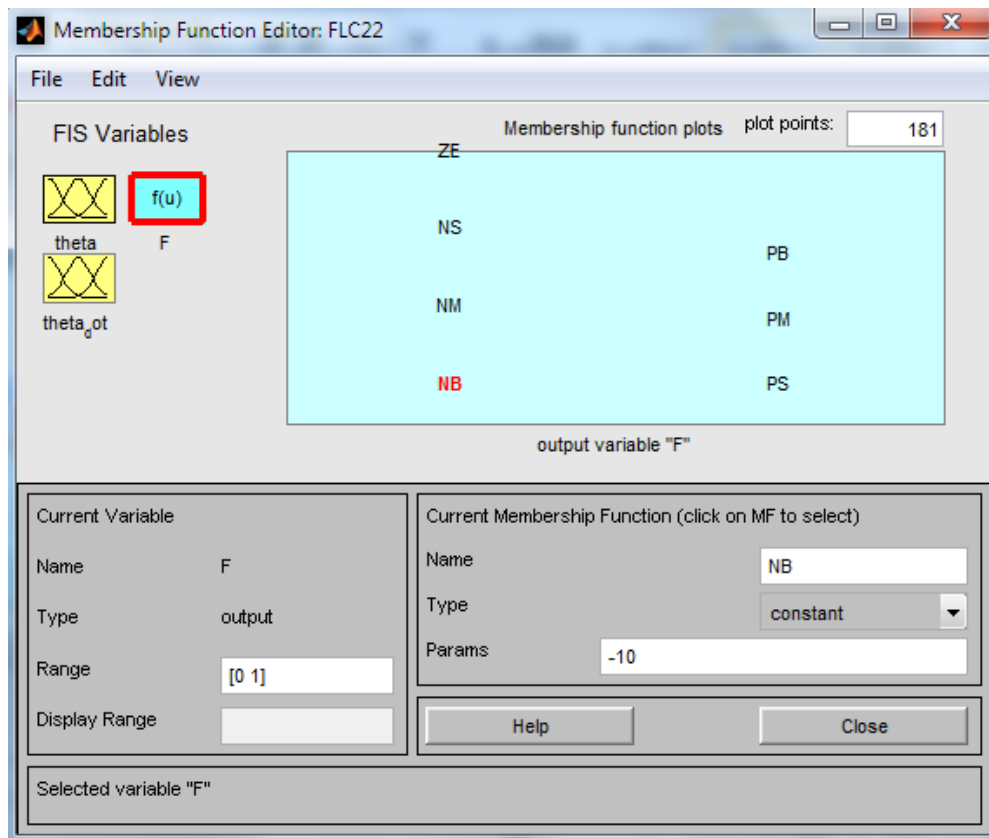 Membership Function Editor: FLC22
File Edit View
FIS Variables
Membership function plots plot points: 181
f(u)
theta F
theta_dot
ZE
NS
NM
NB
PB
PM
PS
output variable "F"
Current Variable
Name F
Type output
Range [0 1]
Display Range
Current Membership Function (click on MF to select)
Name NB
Type constant
Params -10
Help Close
Selected variable "F"